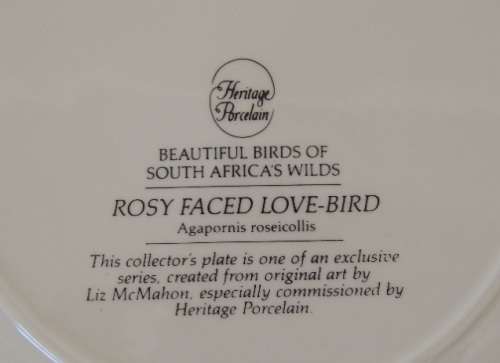 Heritage
Porcelain
BEAUTIFUL BIRDS OF
SOUTH AFRICA'S WILDS
ROSY FACED LOVE-BIRD
Agapornis roseicollis
This collector's plate is one of an exclusive
series, created from original art by
Liz McMahon, especially commissioned by
Heritage Porcelain.